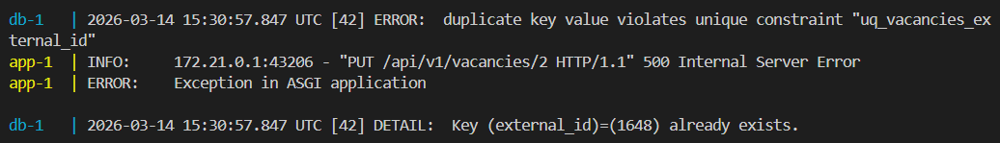 db-1   | 2026-03-14 15:30:57.847 UTC [42] ERROR:  duplicate key value violates unique constraint "uq_vacancies_ex
ternal_id"
app-1  | INFO:     172.21.0.1:43206 - "PUT /api/v1/vacancies/2 HTTP/1.1" 500 Internal Server Error
app-1  | ERROR:    Exception in ASGI application
db-1   | 2026-03-14 15:30:57.847 UTC [42] DETAIL:  Key (external_id)=(1648) already exists.